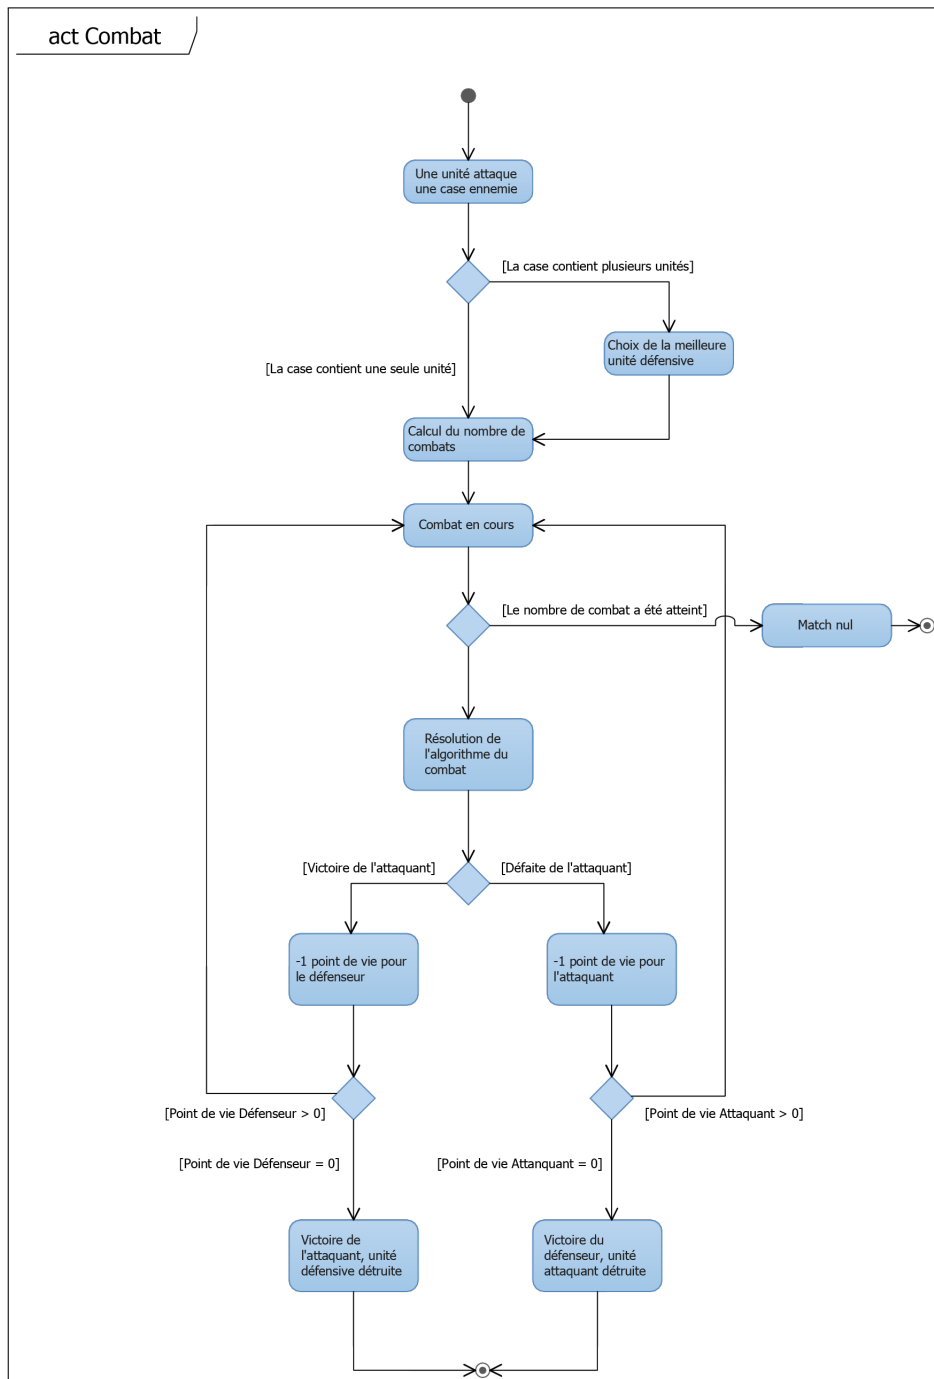 act Combat
Une unité attaque
une case ennemie
[La case contient plusieurs unités]
Choix de la meilleure
unité défensive
[La case contient une seule unité]
Calcul du nombre de
combats
Combat en cours
[Le nombre de combat a été atteint]
Match nul
Résolution de
l'algorithme du
combat
[Victoire de l'attaquant]
[Défaite de l'attaquant]
-1 point de vie pour
le défenseur
-1 point de vie pour
l'attaquant
[Point de vie Défenseur > 0]
[Point de vie Attaquant > 0]
[Point de vie Défenseur = 0]
[Point de vie Attanquant = 0]
Victoire de
l'attaquant, unité
défensive détruite
Victoire du
défenseur, unité
attaquant détruite